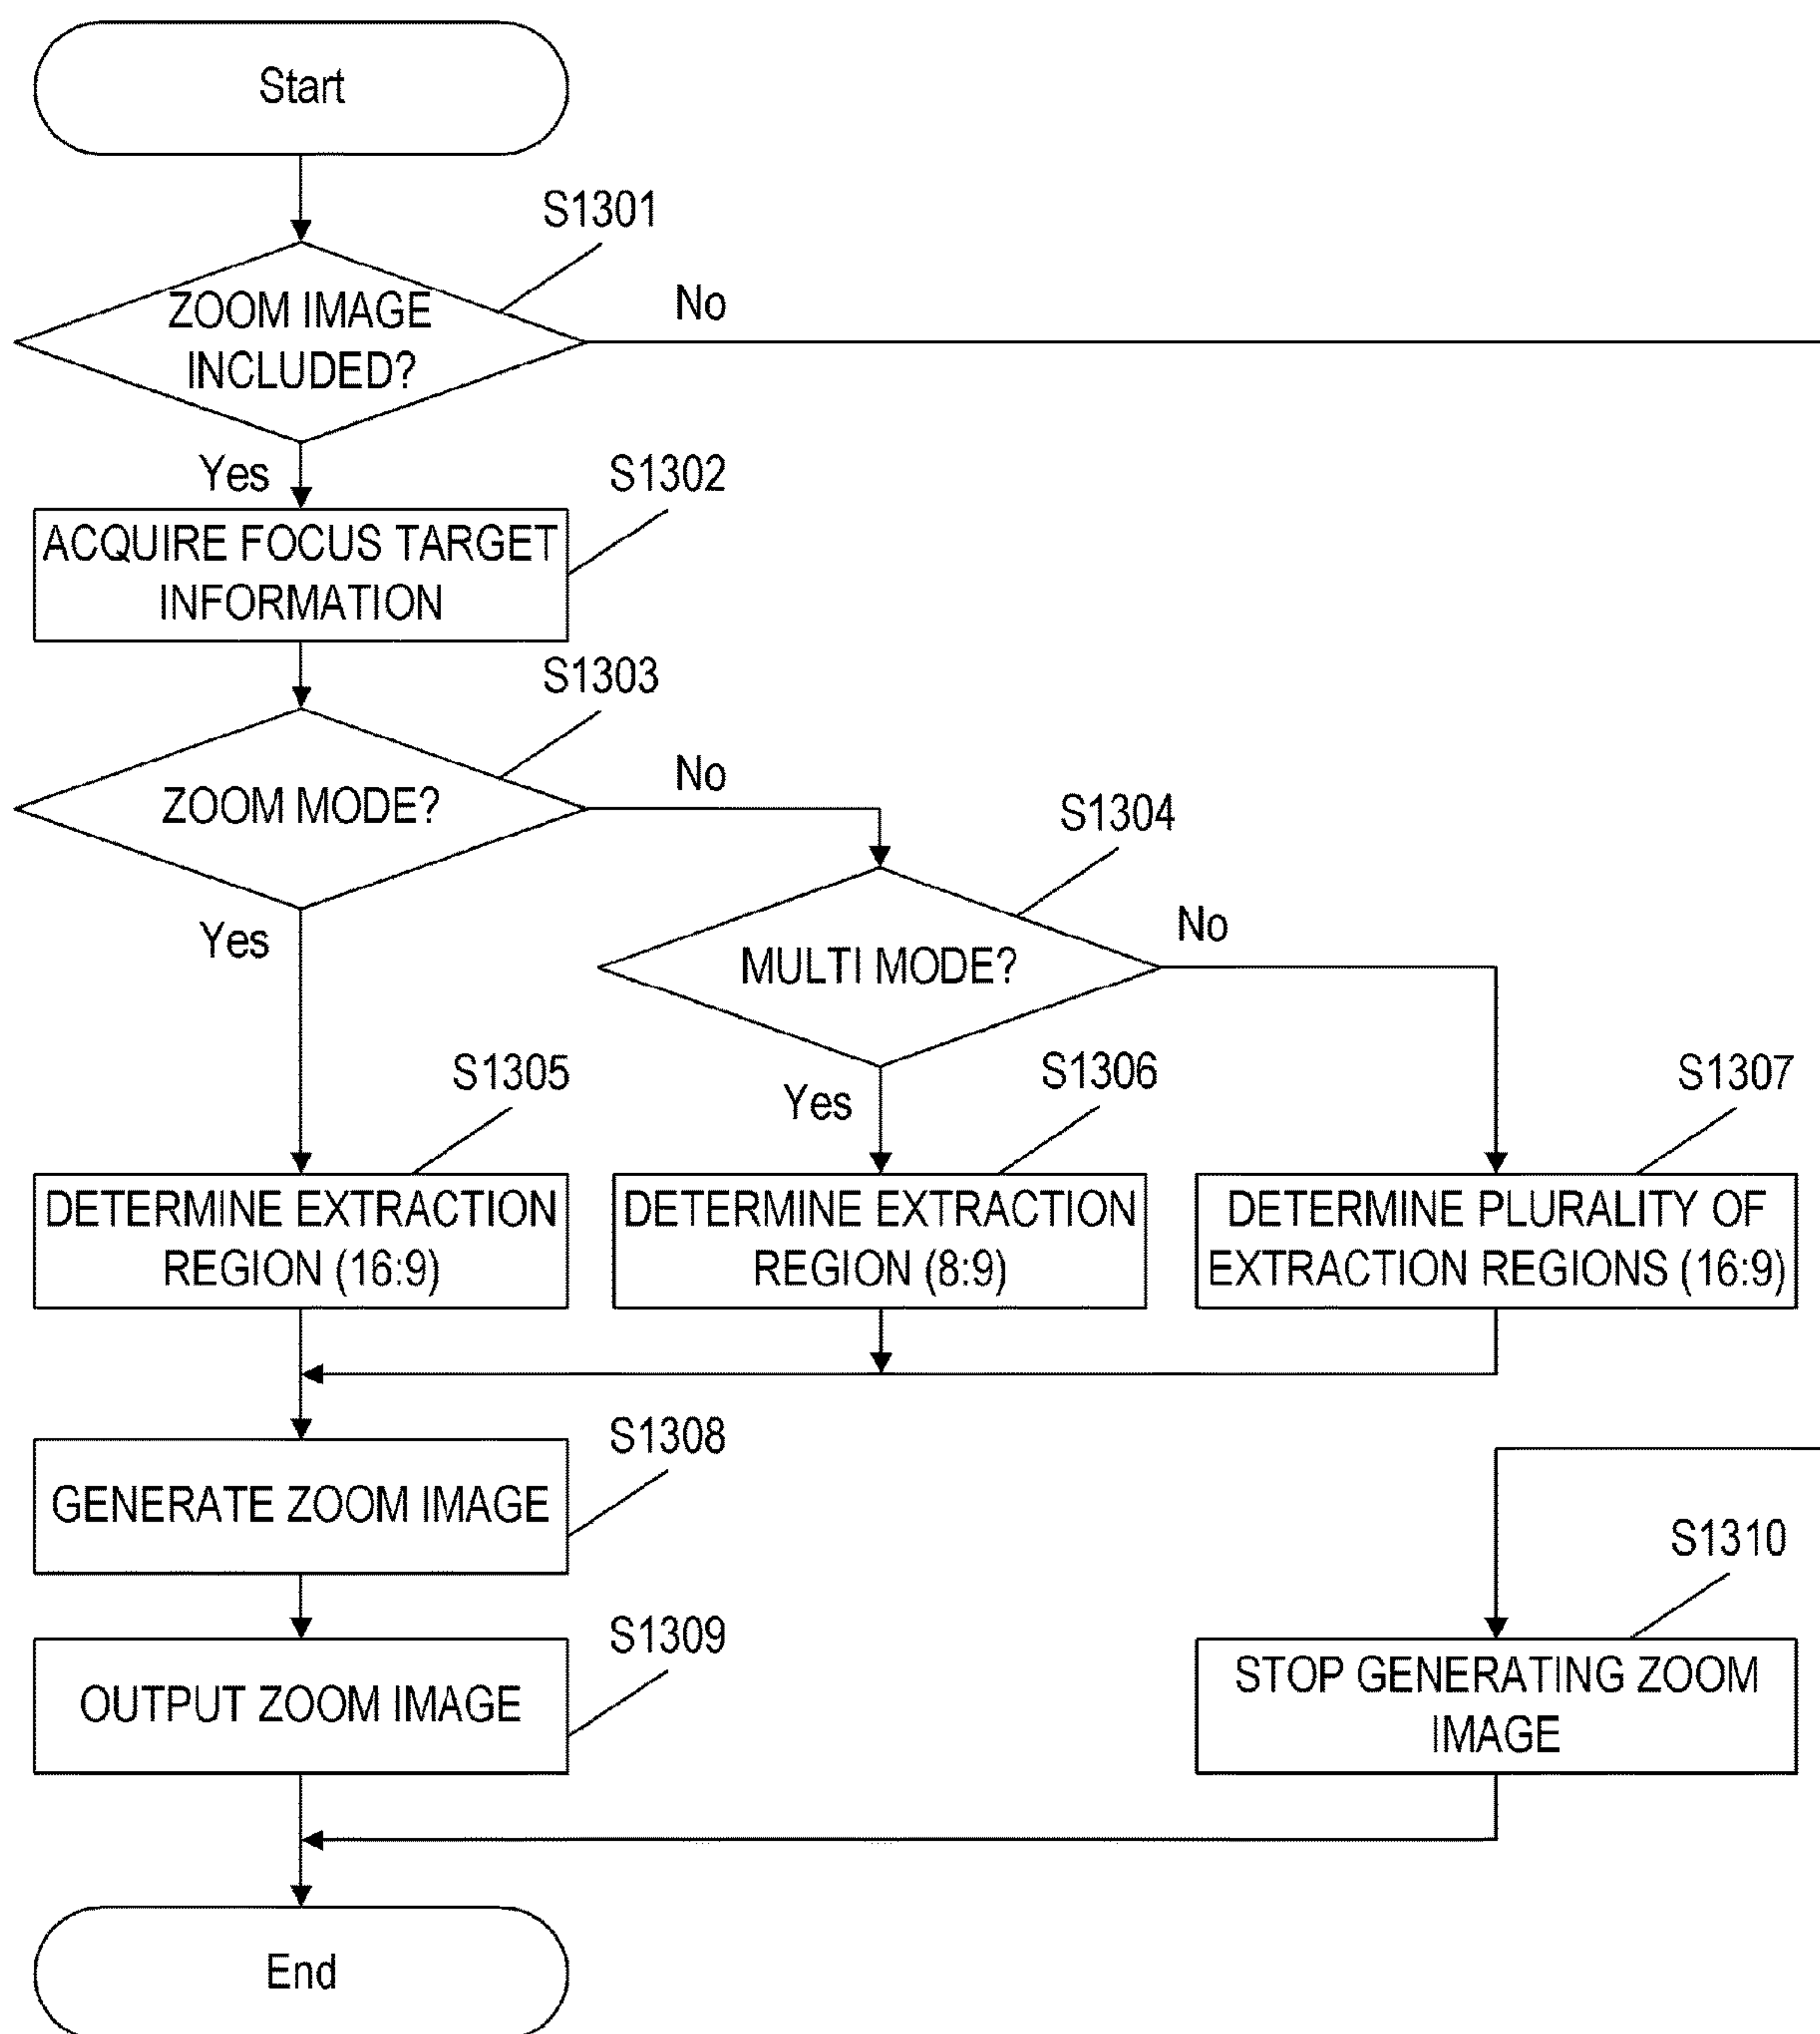 Start
S1301
ZOOM IMAGE
INCLUDED?
No
Yes
S1302
ACQUIRE FOCUS TARGET
INFORMATION
S1303
ZOOM MODE?
No
S1304
Yes
MULTI MODE?
No
S1305
S1306
S1307
Yes
DETERMINE EXTRACTION
REGION (16:9)
DETERMINE EXTRACTION
REGION (8:9)
DETERMINE PLURALITY OF
EXTRACTION REGIONS (16:9)
S1308
GENERATE ZOOM IMAGE
S1310
S1309
OUTPUT ZOOM IMAGE
STOP GENERATING ZOOM
IMAGE
End